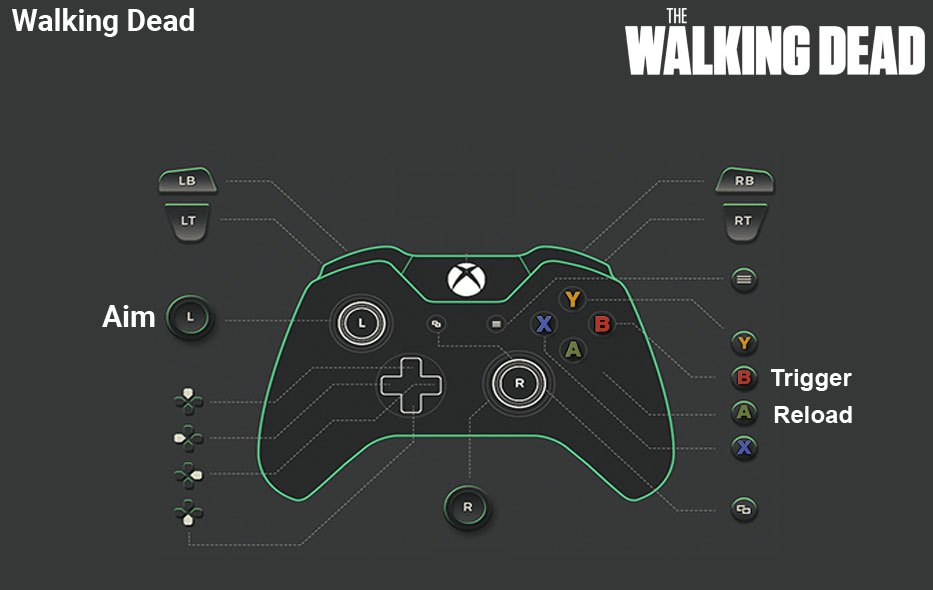 Walking Dead
THE
WALKING DEAD
LB
RB
LT
RT
Y
Aim
L
L
X
B
Y
A
R
B
Trigger
A
Reload
X
R